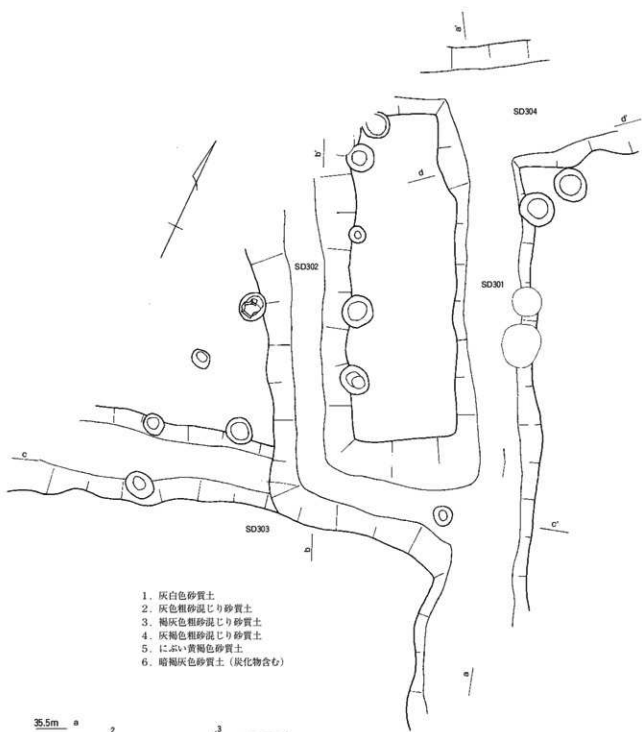 a'
SD304
d'
b'
d
SD302
SD301
c
c'
SD303
b
1．灰白色砂質土
2．灰色粗砂混じり砂質土
3．褐灰色粗砂混じり砂質土
4．灰褐色粗砂混じり砂質土
5．にぶい黄褐色砂質土
6．暗褐灰色砂質土（炭化物含む）
a
35.5m a
2
3